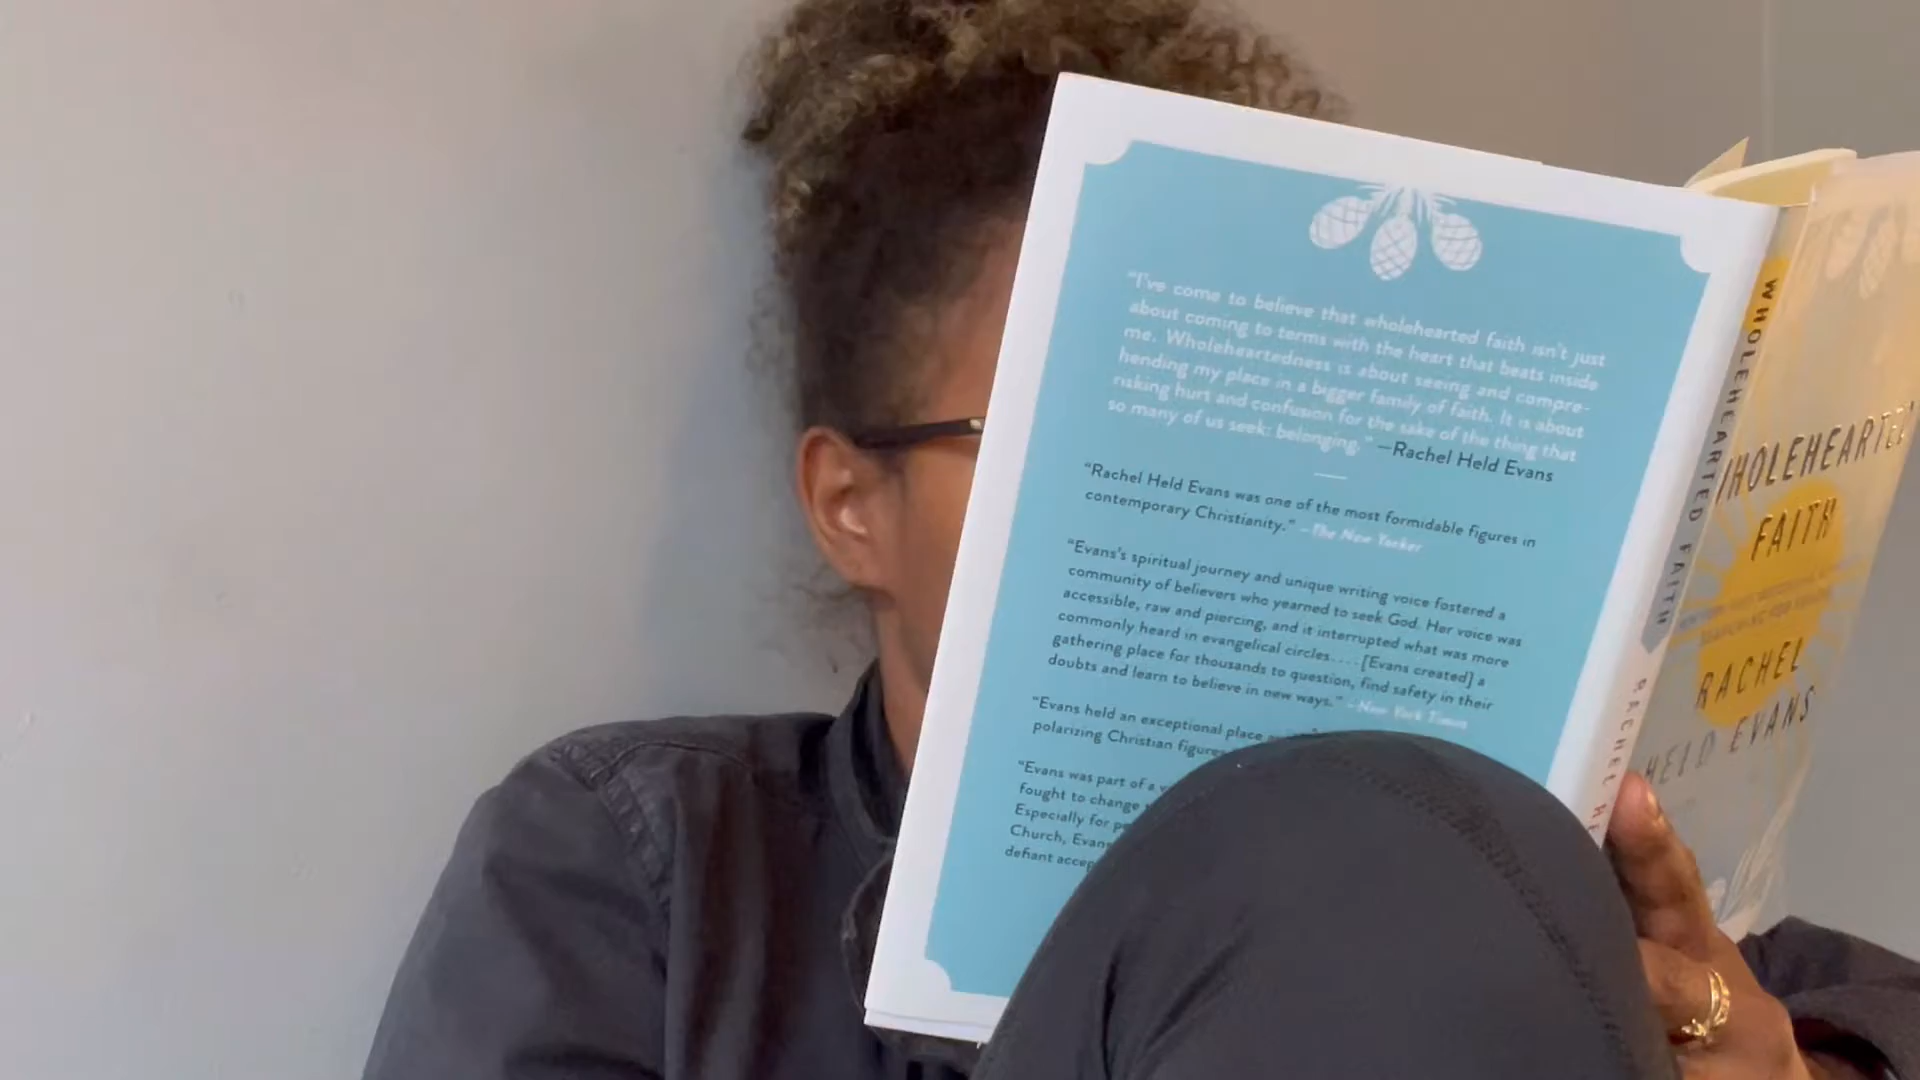 “I’ve come to believe that wholehearted faith isn’t just
about coming to terms with the heart that beats inside
me. Wholeheartedness is about seeing and compre-
hending my place in a bigger family of faith. It is about
risking hurt and confusion for the sake of the thing that
so many of us seek: belonging.” —Rachel Held Evans
“Rachel Held Evans was one of the most formidable figures in
contemporary Christianity.” —The New Yorker
“Evans’s spiritual journey and unique writing voice fostered a
community of believers who yearned to seek God. Her voice was
accessible, raw and piercing, and it interrupted what was more
commonly heard in evangelical circles. . . . [Evans created] a
gathering place for thousands to question, find safety in their
doubts and learn to believe in new ways.” —New York Times
“Evans held an exceptional place
polarizing Christian figures
“Evans was part of a
fought to change
Especially for
Church, Evans
defiant
WHOLEHEARTED FAITH
RACHEL
WHOLEHEARTE
FAITH
RACHEL
HELD EVANS